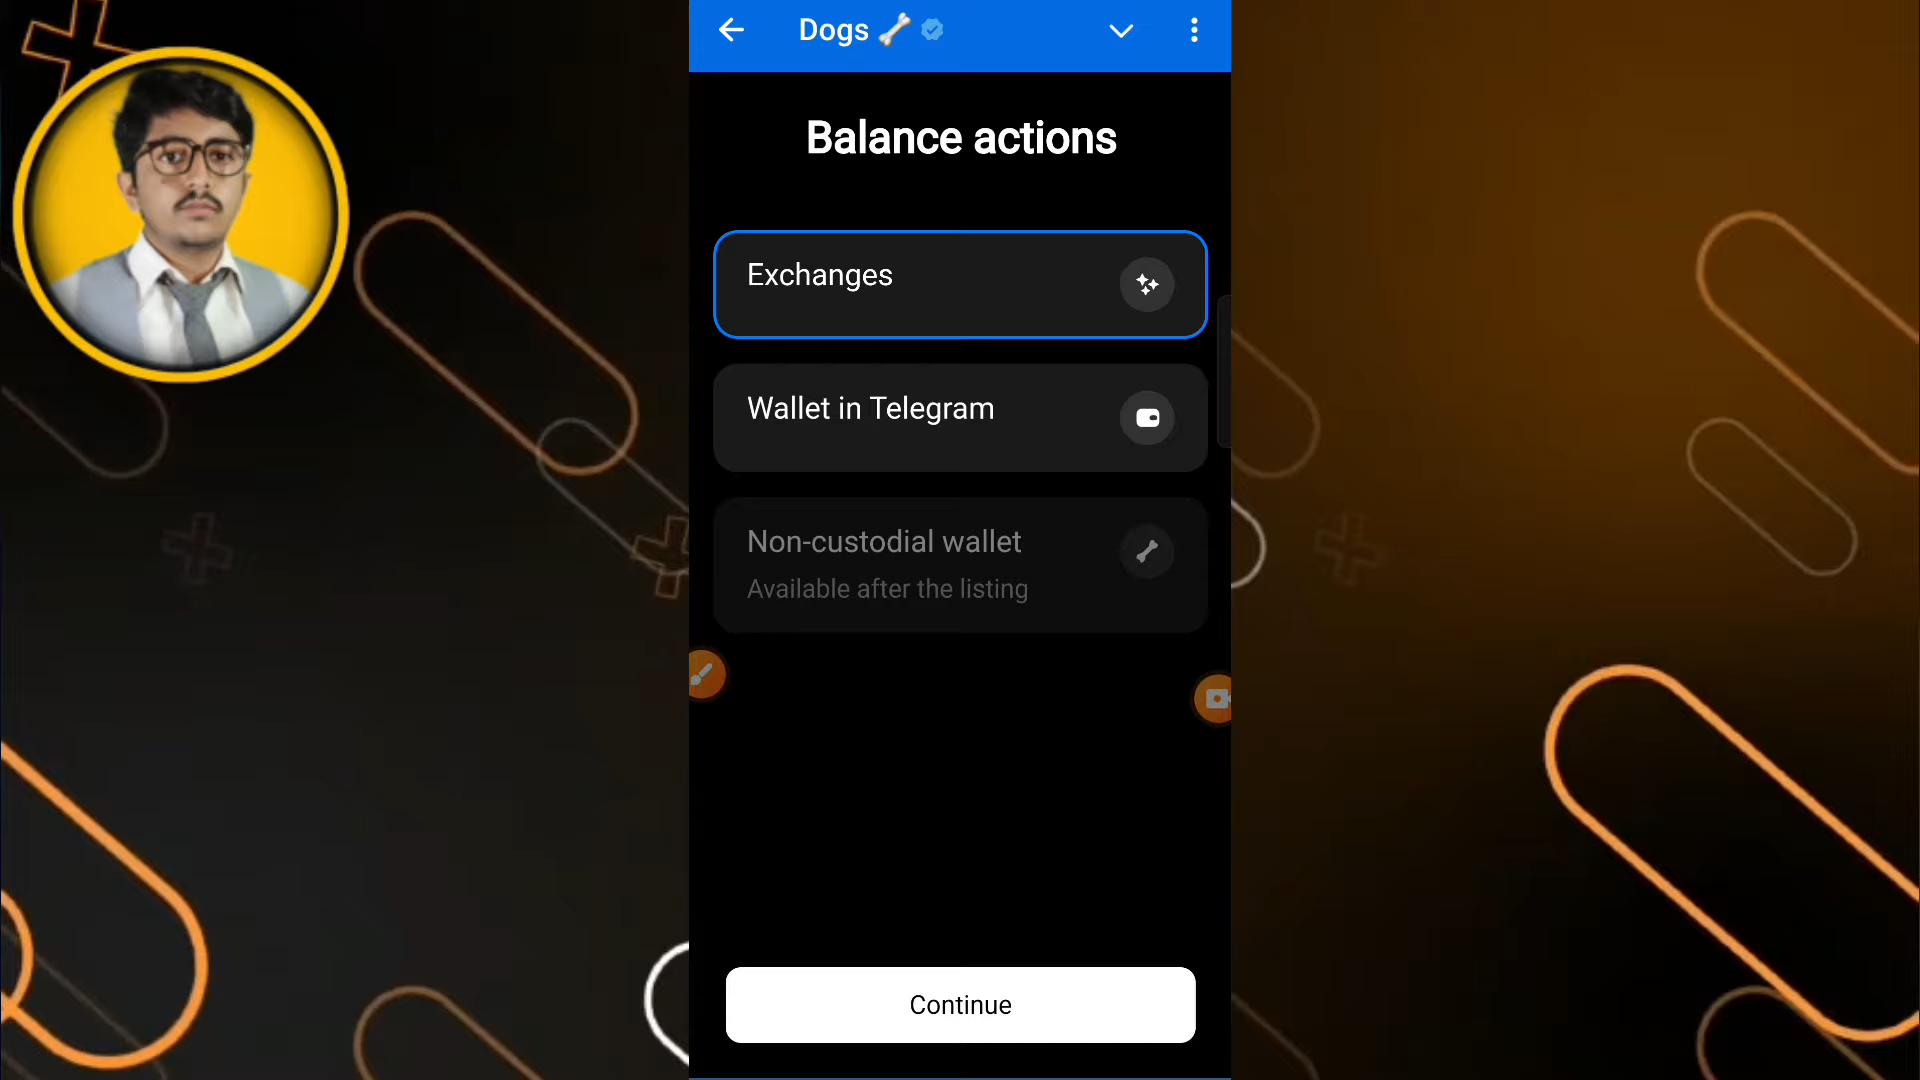 Dogs 🦴
Balance actions
Exchanges
Wallet in Telegram
Non-custodial wallet
Available after the listing
Continue